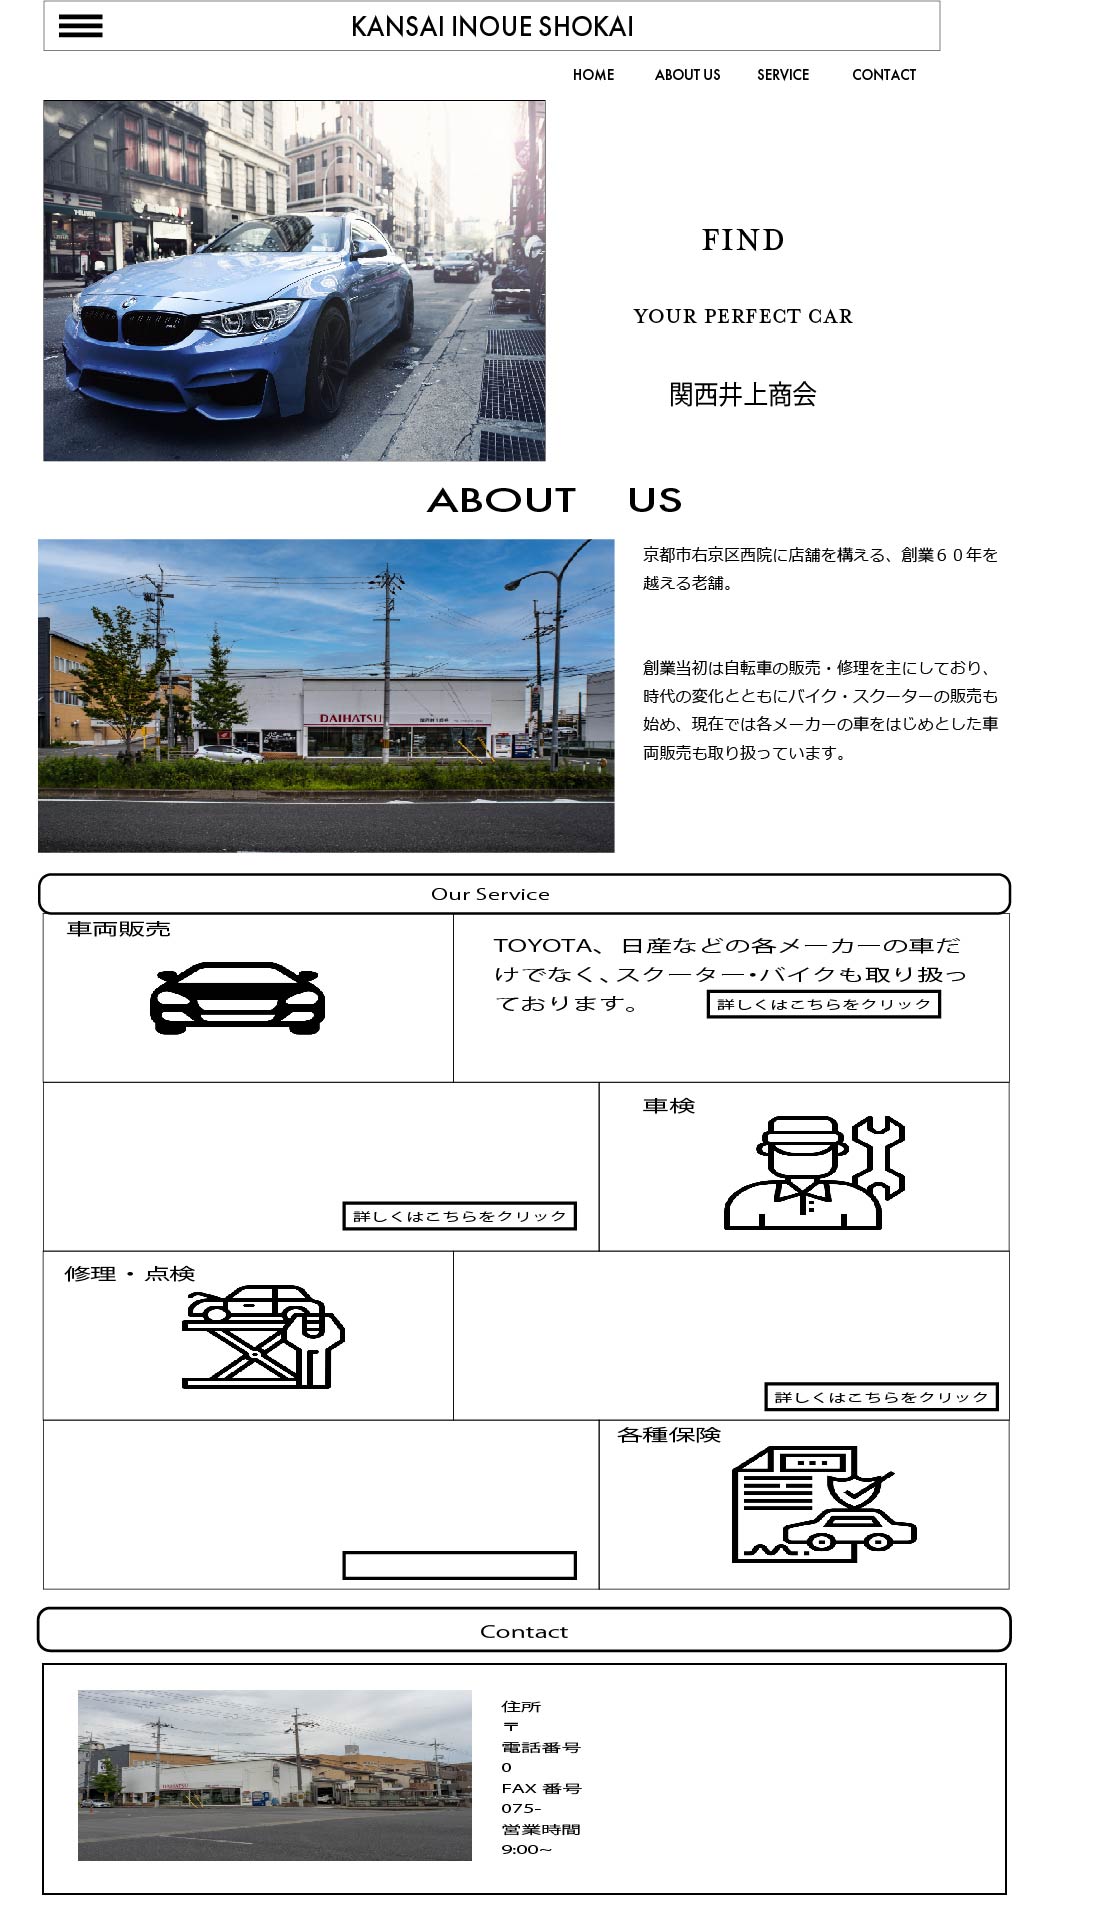 KANSAI INOUE SHOKAI
HOME ABOUT US SERVICE CONTACT
FIND
YOUR PERFECT CAR
関西井上商会
ABOUT US
京都市右京区西院に店舗を構える、創業６０年を
越える老舗。
創業当初は自転車の販売・修理を主にしており、
時代の変化とともにバイク・スクーターの販売も
始め、現在では各メーカーの車をはじめとした車
両販売も取り扱っています。
DAIHATSU
Our Service
車両販売
TOYOTA、日産などの各メーカーの車だ
けでなく、スクーター・バイクも取り扱っ
ております。
詳しくはこちらをクリック
車検
詳しくはこちらをクリック
修理・点検
詳しくはこちらをクリック
各種保険
Contact
DAIHATSU
住所
〒
電話番号
0
FAX 番号
075-
営業時間
9:00~